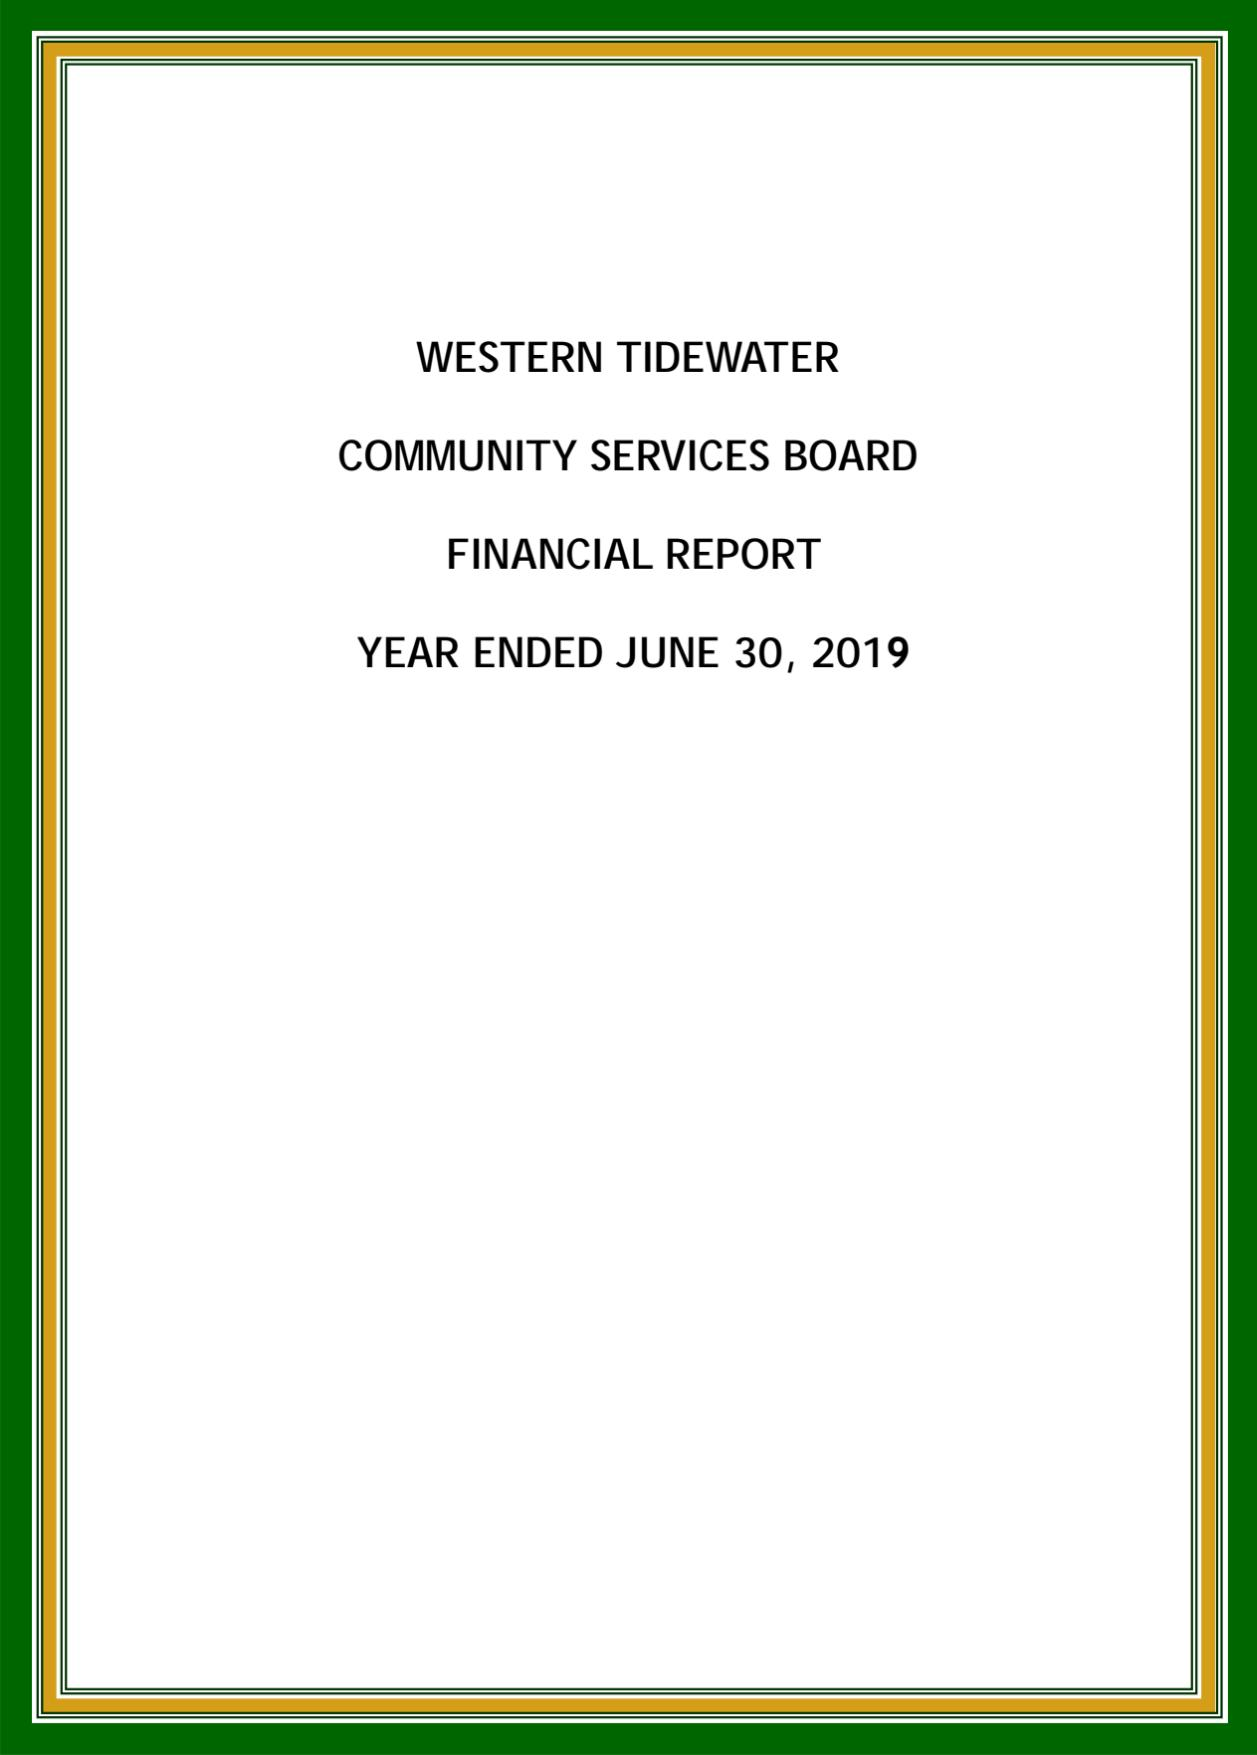 WESTERN TIDEWATER
COMMUNITY SERVICES BOARD
FINANCIAL REPORT
YEAR ENDED JUNE 30, 2019